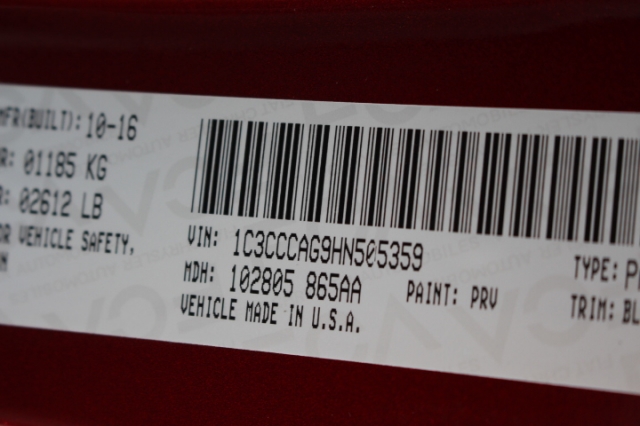 MFR(BUILT): 10-16
R: 01185 KG
R: 02612 LB
OR VEHICLE SAFETY,
VIN: 1C3CCCAG9HN505359
MDH: 102805 865AA
PAINT: PRV
VEHICLE MADE IN U.S.A.
TYPE: P
TRIM: BL